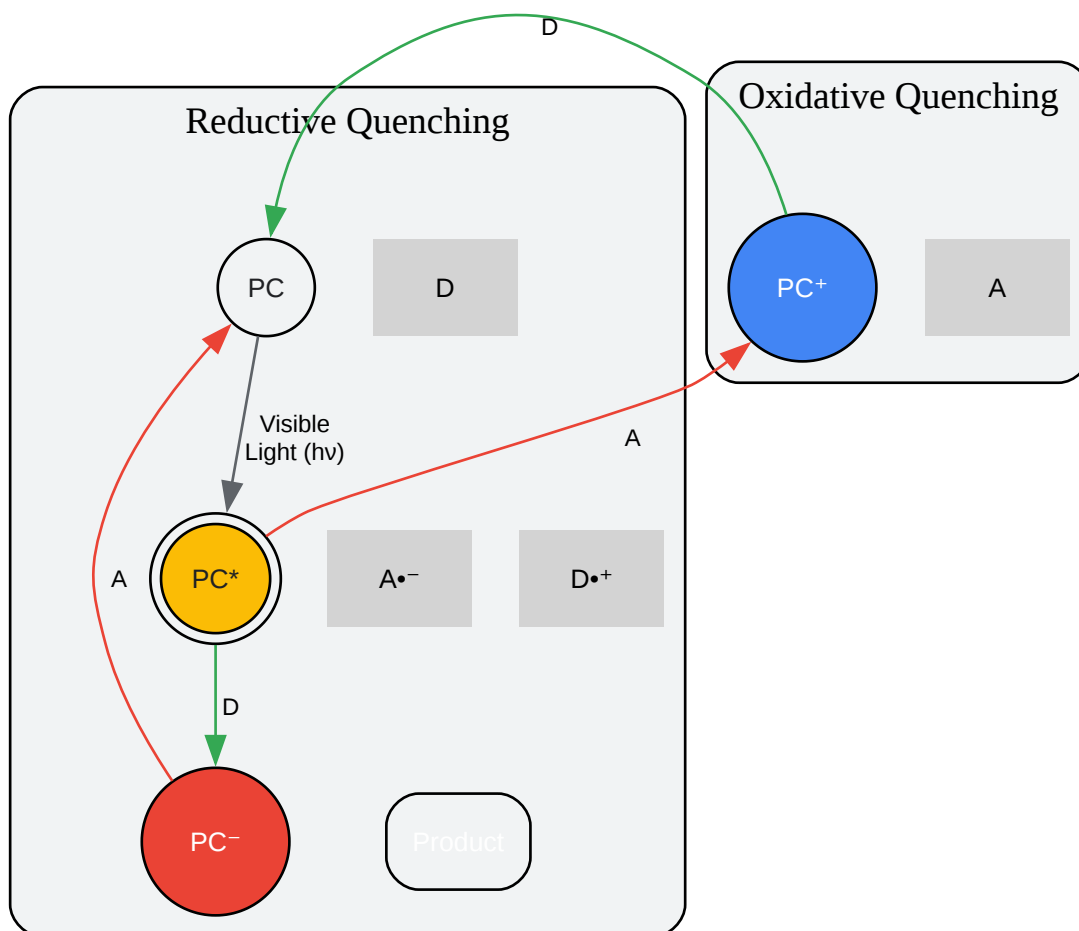 D
Oxidative Quenching
Reductive Quenching
PC
D
PC⁺
A
Visible
Light (hν)
A
PC*
A•⁻
D•⁺
A
D
PC⁻
Product